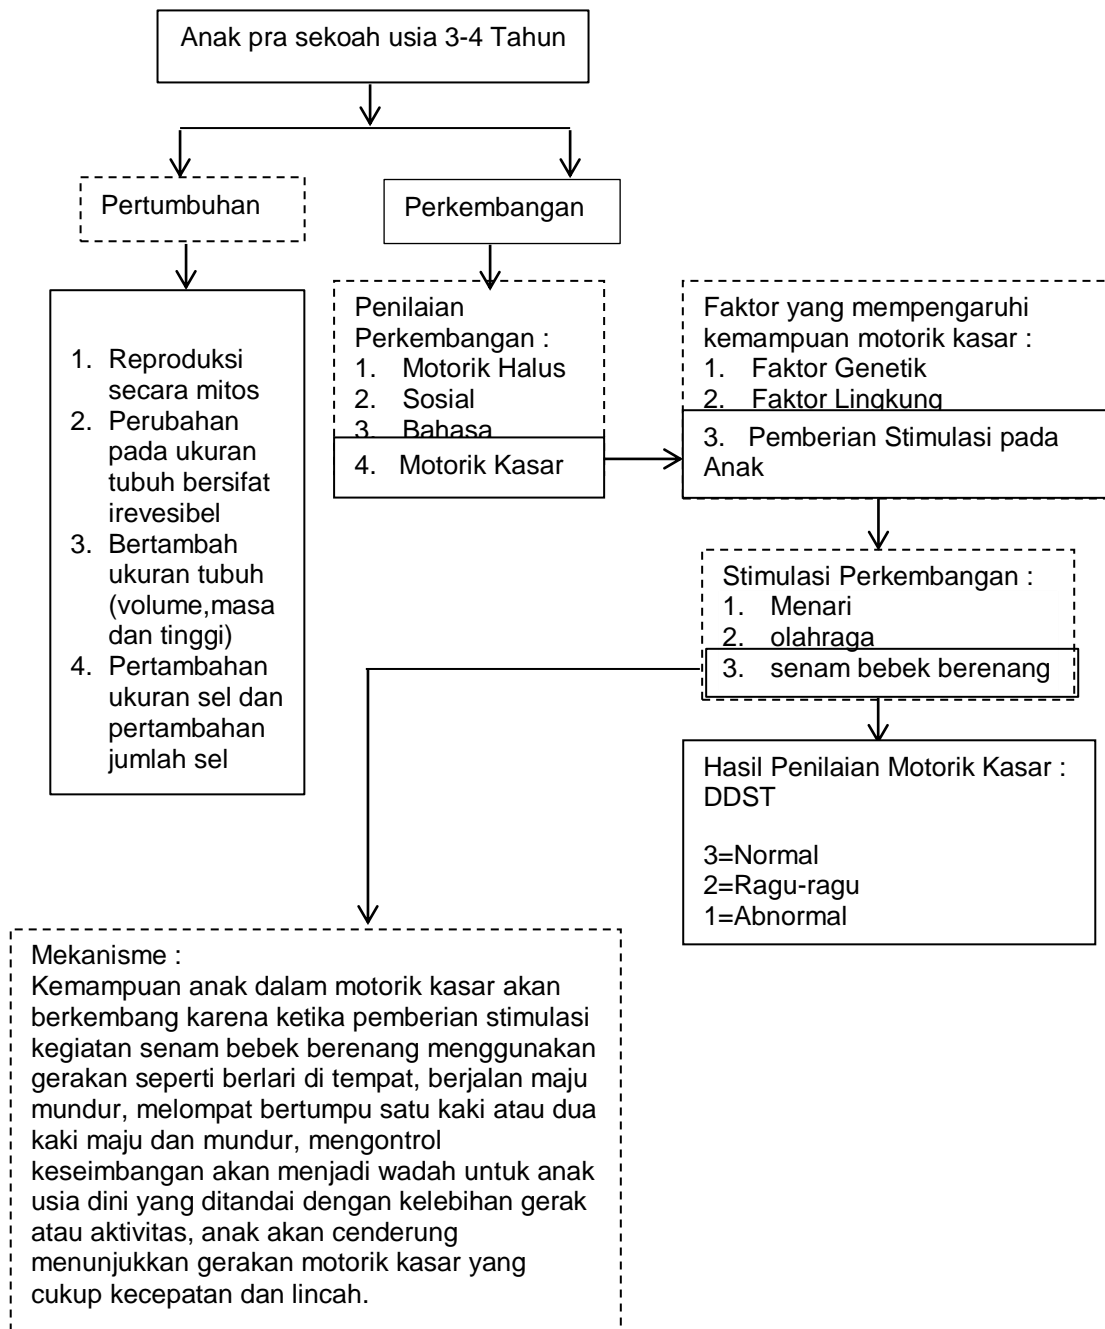 Anak pra sekoah usia 3-4 Tahun
Pertumbuhan
Perkembangan
1. Reproduksi
secara mitos
2. Perubahan
pada ukuran
tubuh bersifat
irevesibel
3. Bertambah
ukuran tubuh
(volume,masa
dan tinggi)
4. Pertambahan
ukuran sel dan
pertambahan
jumlah sel
Penilaian
Perkembangan :
1. Motorik Halus
2. Sosial
3. Bahasa
4. Motorik Kasar
Faktor yang mempengaruhi
kemampuan motorik kasar :
1. Faktor Genetik
2. Faktor Lingkung
3. Pemberian Stimulasi pada
Anak
Stimulasi Perkembangan :
1. Menari
2. olahraga
3. senam bebek berenang
Hasil Penilaian Motorik Kasar :
DDST
3=Normal
2=Ragu-ragu
1=Abnormal
Mekanisme :
Kemampuan anak dalam motorik kasar akan
berkembang karena ketika pemberian stimulasi
kegiatan senam bebek berenang menggunakan
gerakan seperti berlari di tempat, berjalan maju
mundur, melompat bertumpu satu kaki atau dua
kaki maju dan mundur, mengontrol
keseimbangan akan menjadi wadah untuk anak
usia dini yang ditandai dengan kelebihan gerak
atau aktivitas, anak akan cenderung
menunjukkan gerakan motorik kasar yang
cukup kecepatan dan lincah.